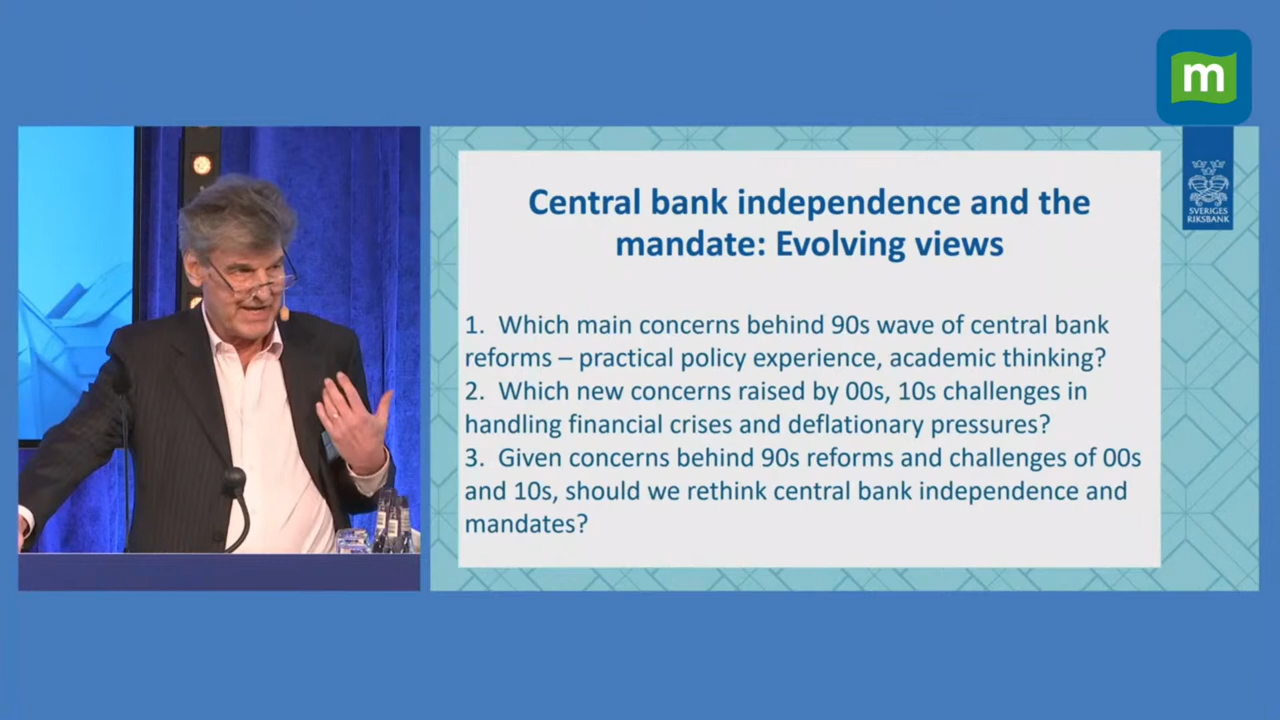 m
SVERIGES
RIKSBANK
Central bank independence and the
mandate: Evolving views
1. Which main concerns behind 90s wave of central bank
reforms – practical policy experience, academic thinking?
2. Which new concerns raised by 00s, 10s challenges in
handling financial crises and deflationary pressures?
3. Given concerns behind 90s reforms and challenges of 00s
and 10s, should we rethink central bank independence and
mandates?